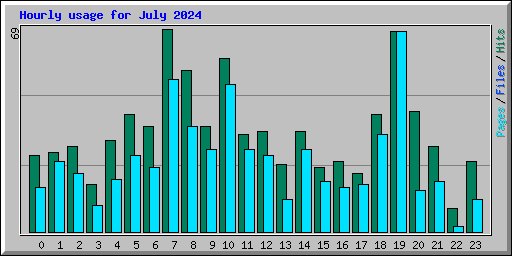 Hourly usage for July 2024
69
Pages/Files/Hits
0 1 2 3 4 5 6 7 8 9 10 11 12 13 14 15 16 17 18 19 20 21 22 23